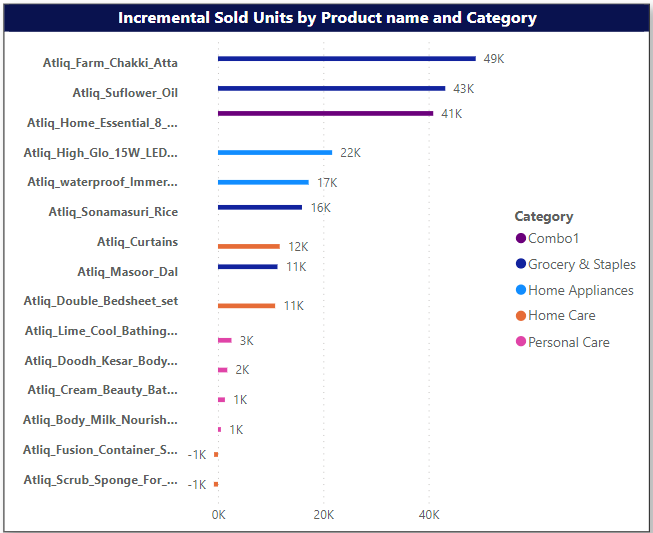 Incremental Sold Units by Product name and Category
Atliq_Farm_Chakki_Atta 49K
Atliq_Suflower_Oil 43K
Atliq_Home_Essential_8_... 41K
Atliq_High_Glo_15W_LED... 22K
Atliq_waterproof_Immer... 17K
Atliq_Sonamasuri_Rice 16K
Atliq_Curtains 12K
Atliq_Masoor_Dal 11K
Atliq_Double_Bedsheet_set 11K
Atliq_Lime_Cool_Bathing... 3K
Atliq_Doodh_Kesar_Body... 2K
Atliq_Cream_Beauty_Bat... 1K
Atliq_Body_Milk_Nourish... 1K
Atliq_Fusion_Container_S... -1K
Atliq_Scrub_Sponge_For_... -1K
0K 20K 40K
Category
Combo1
Grocery & Staples
Home Appliances
Home Care
Personal Care